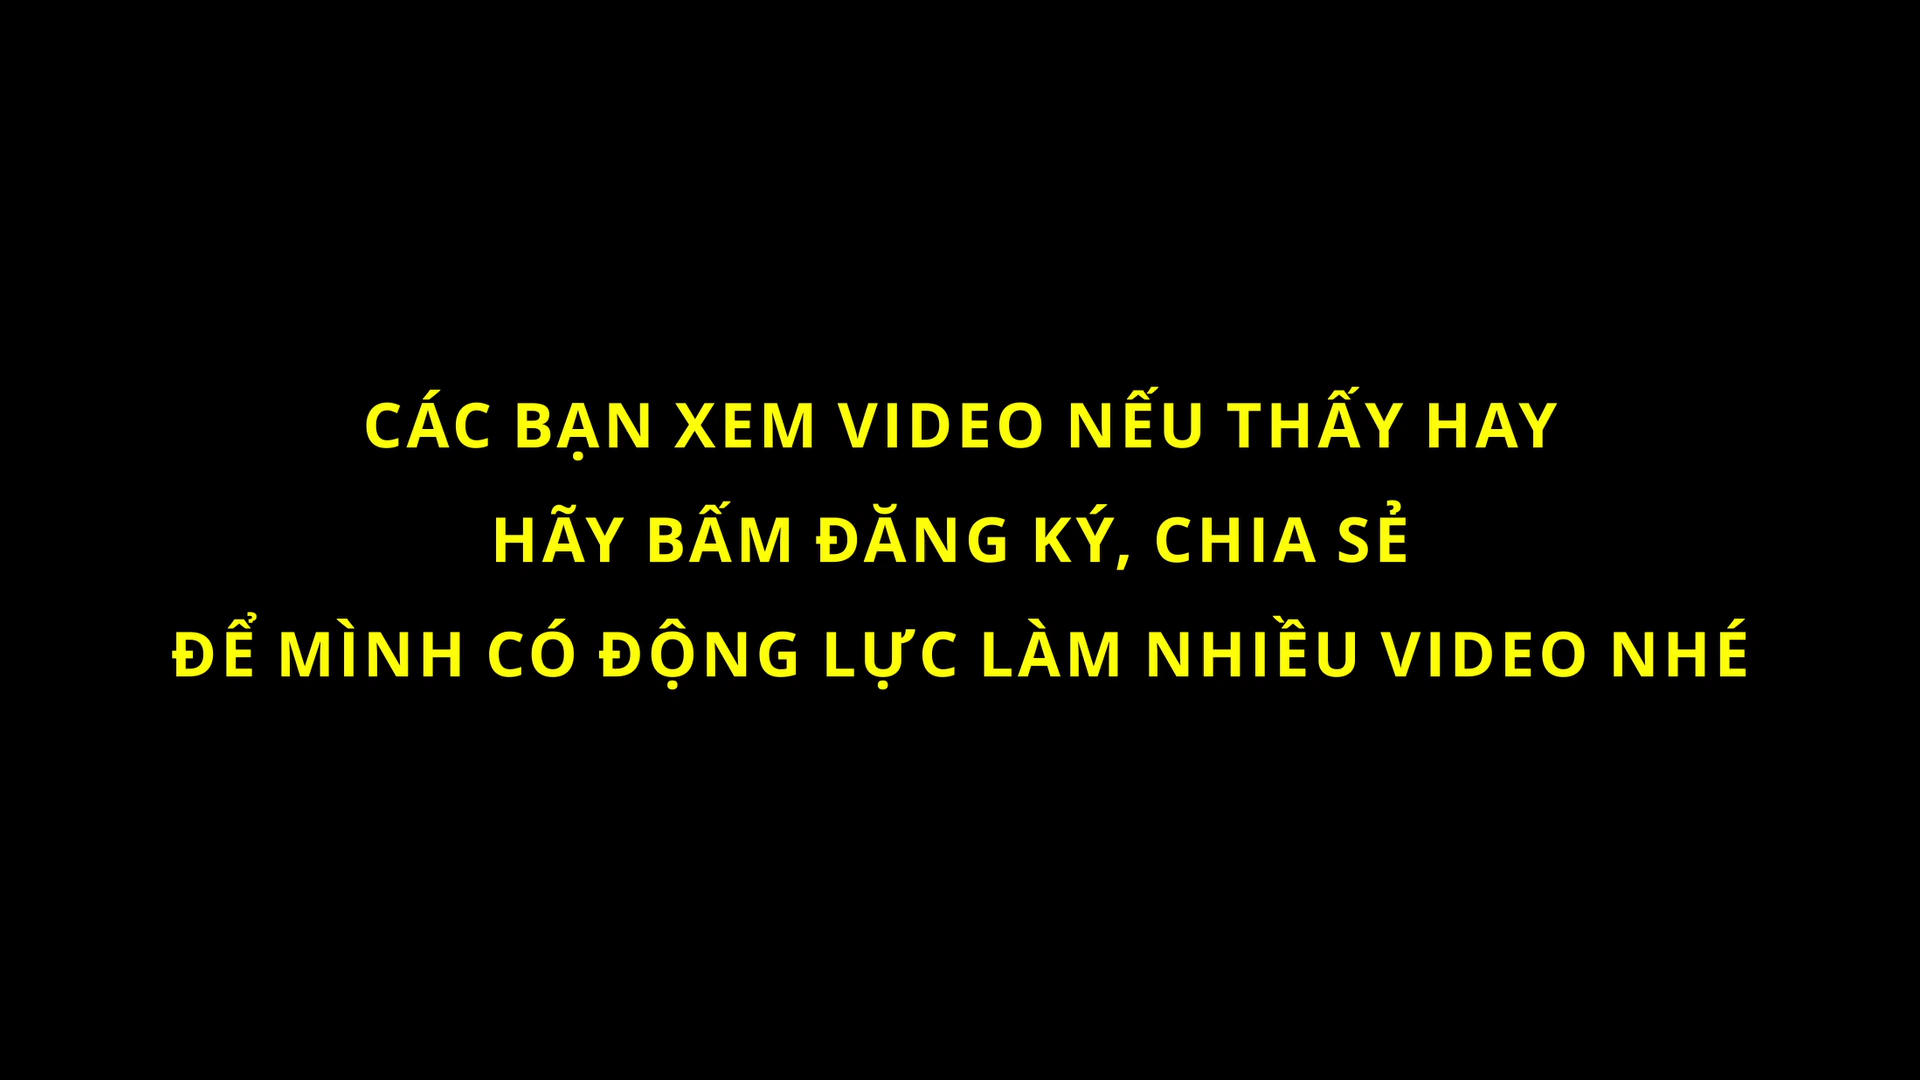 CÁC BẠN XEM VIDEO NẾU THẤY HAY
HÃY BẤM ĐĂNG KÝ, CHIA SẺ
ĐỂ MÌNH CÓ ĐỘNG LỰC LÀM NHIỀU VIDEO NHÉ